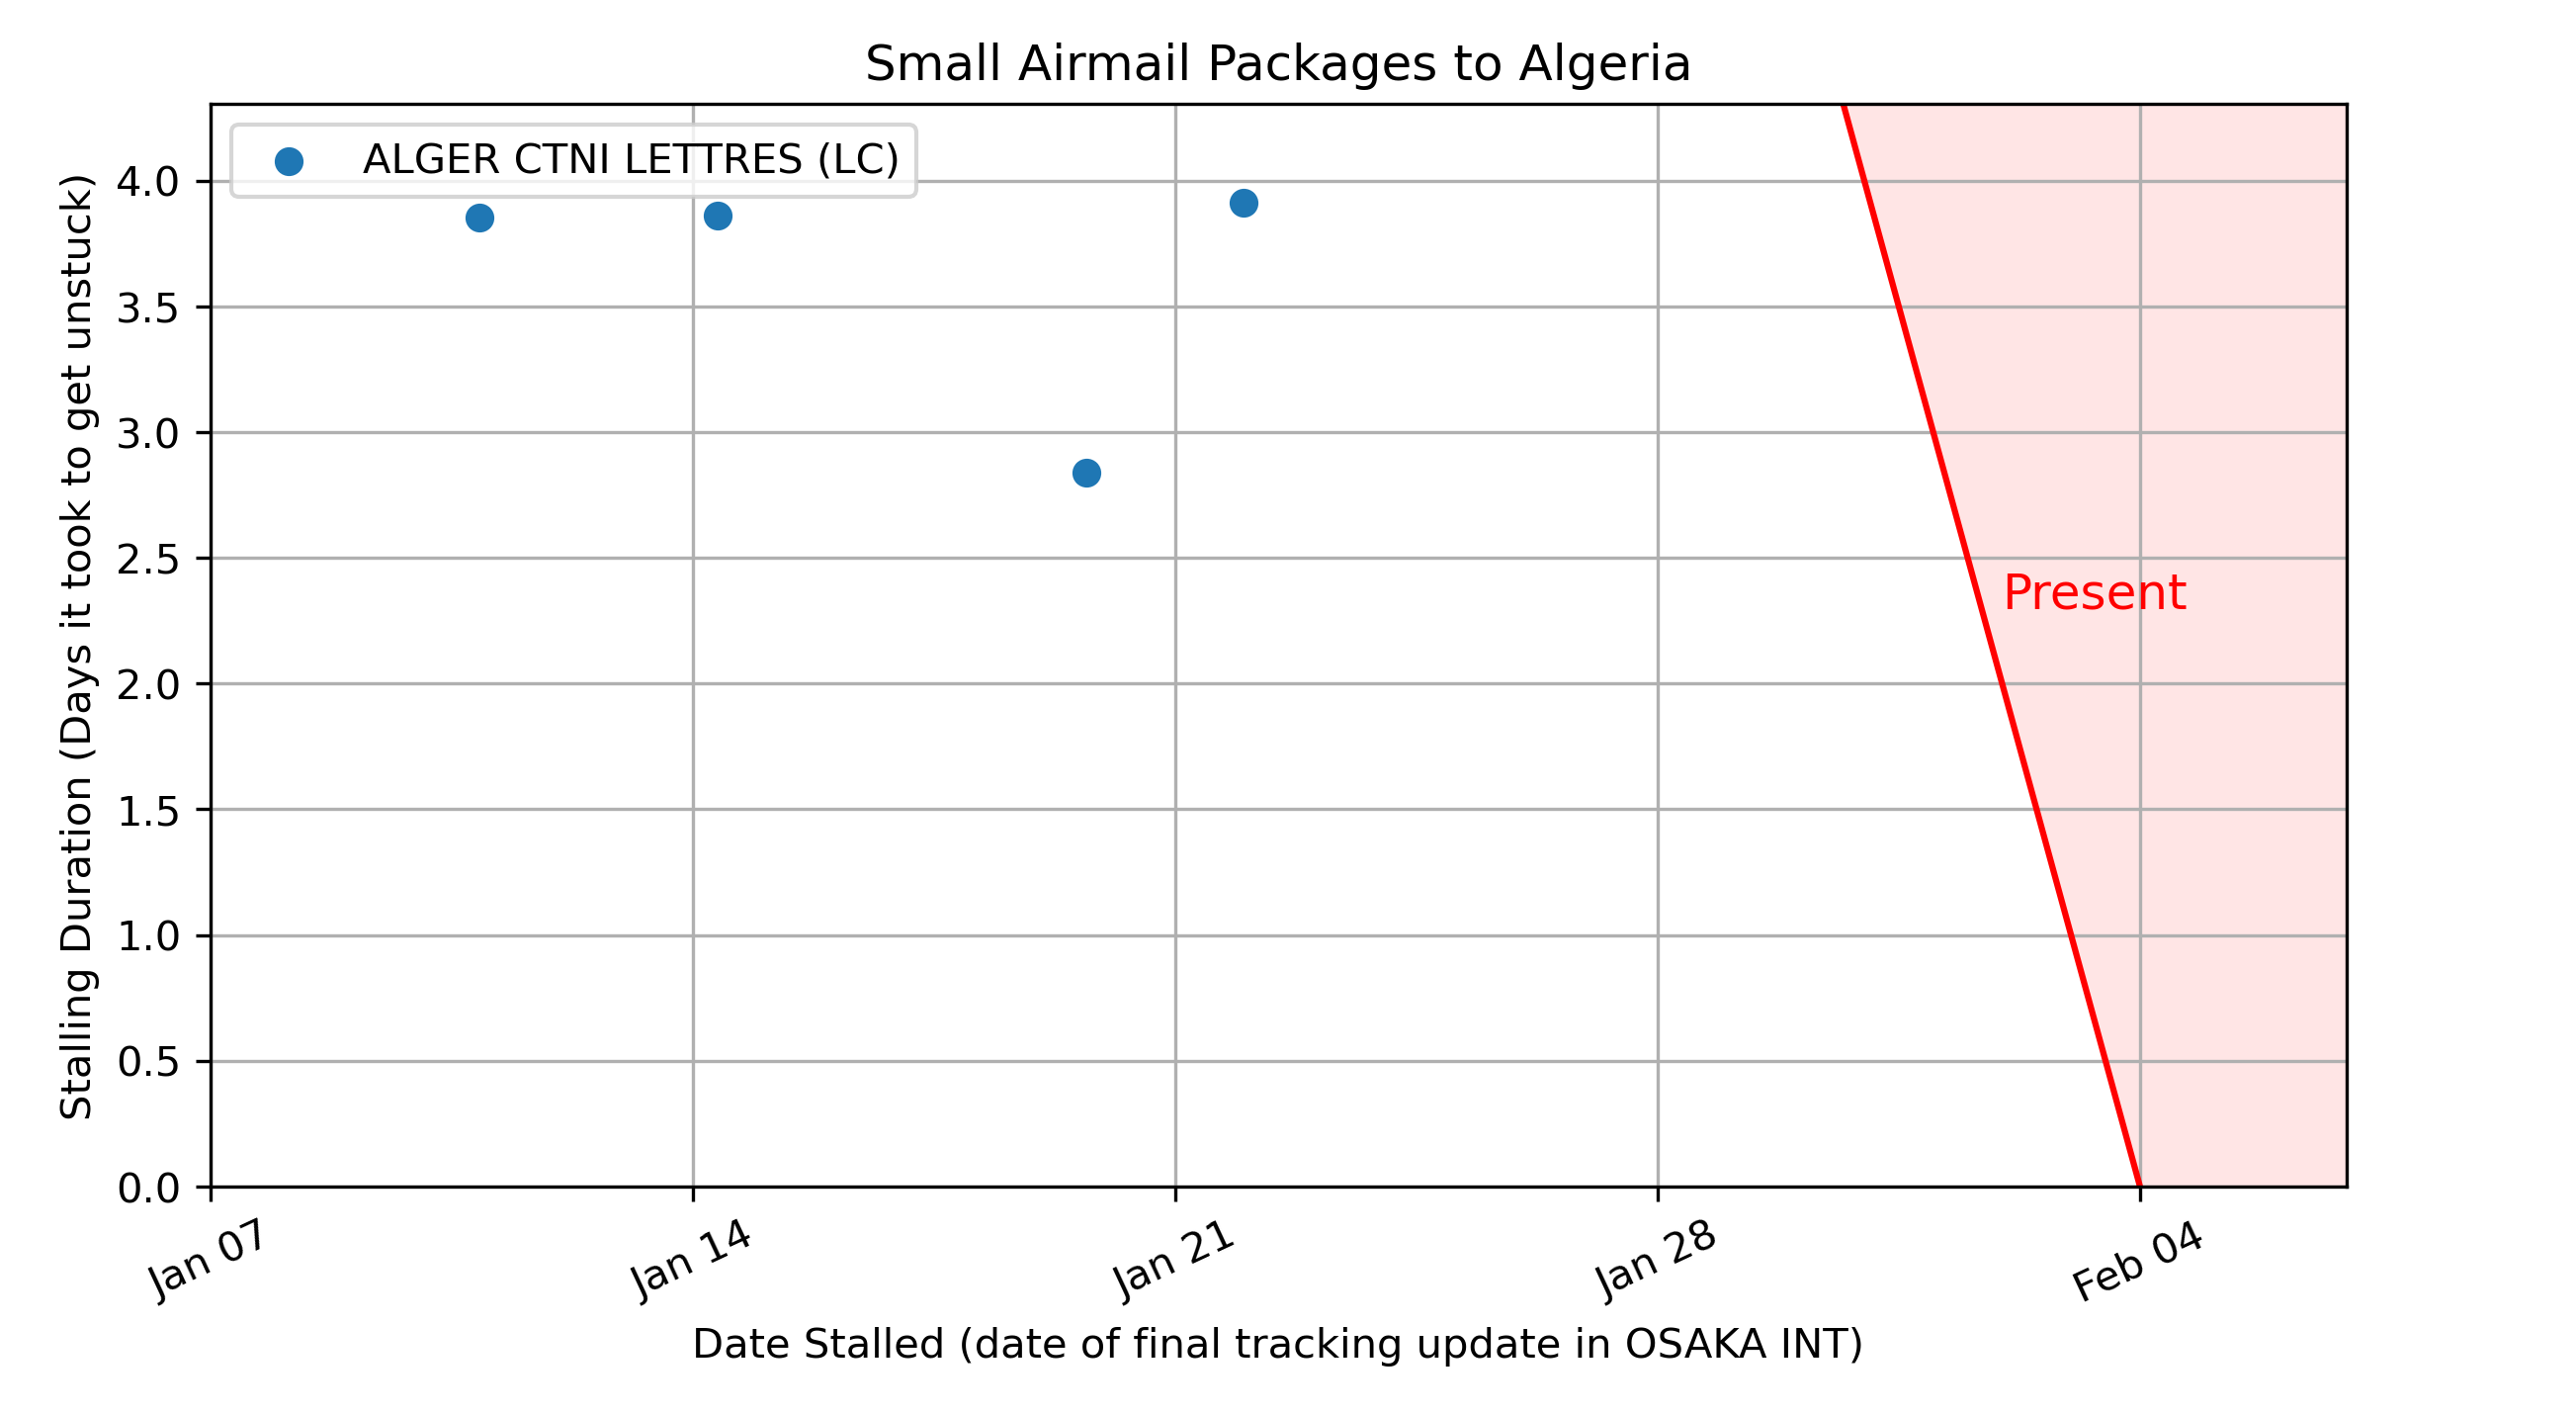 Small Airmail Packages to Algeria
ALGER CTNI LETTRES (LC)
Stalling Duration (Days it took to get unstuck)
4.0
3.5
3.0
2.5
2.0
1.5
1.0
0.5
0.0
Present
Jan 07
Jan 14
Jan 21
Jan 28
Feb 04
Date Stalled (date of final tracking update in OSAKA INT)